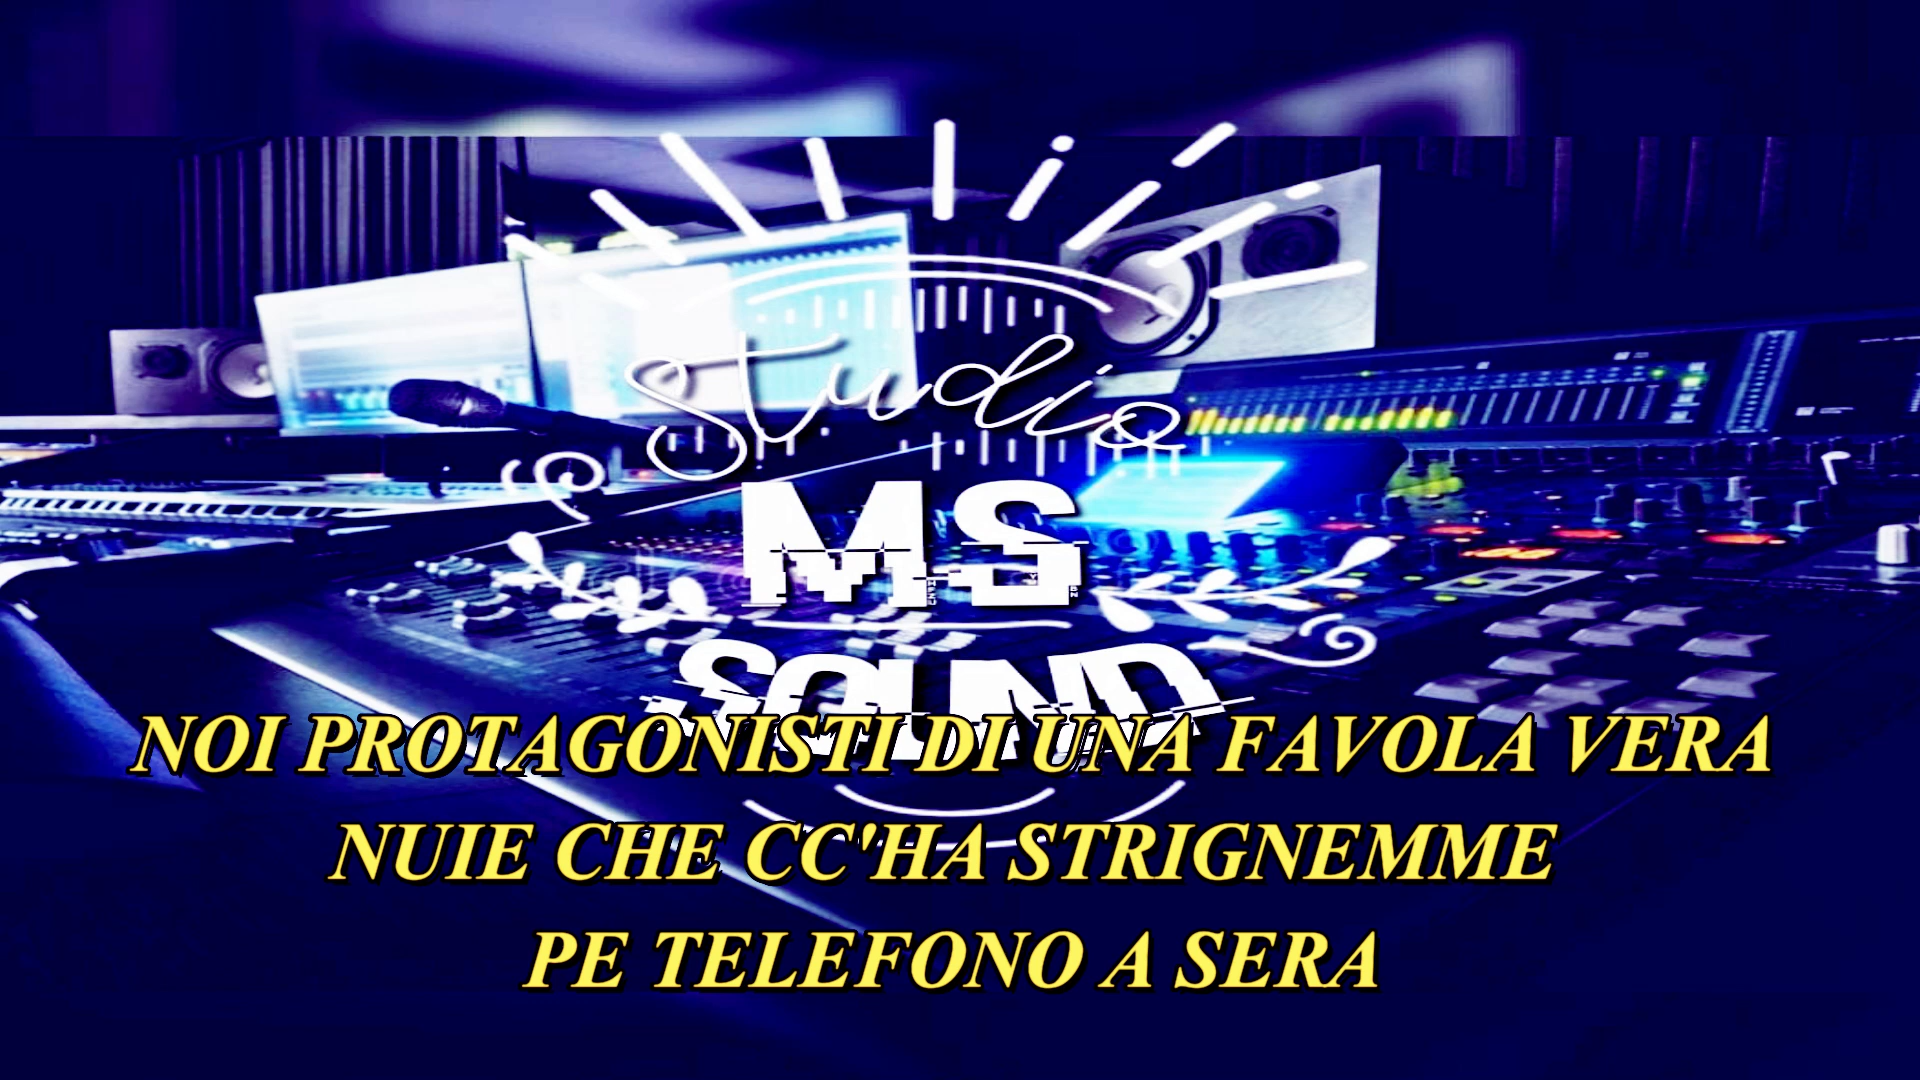 Studio
MS
SOUND
NOI PROTAGONISTI DI UNA FAVOLA VERA
NUIE CHE CC'HA STRIGNEMME
PE TELEFONO A SERA